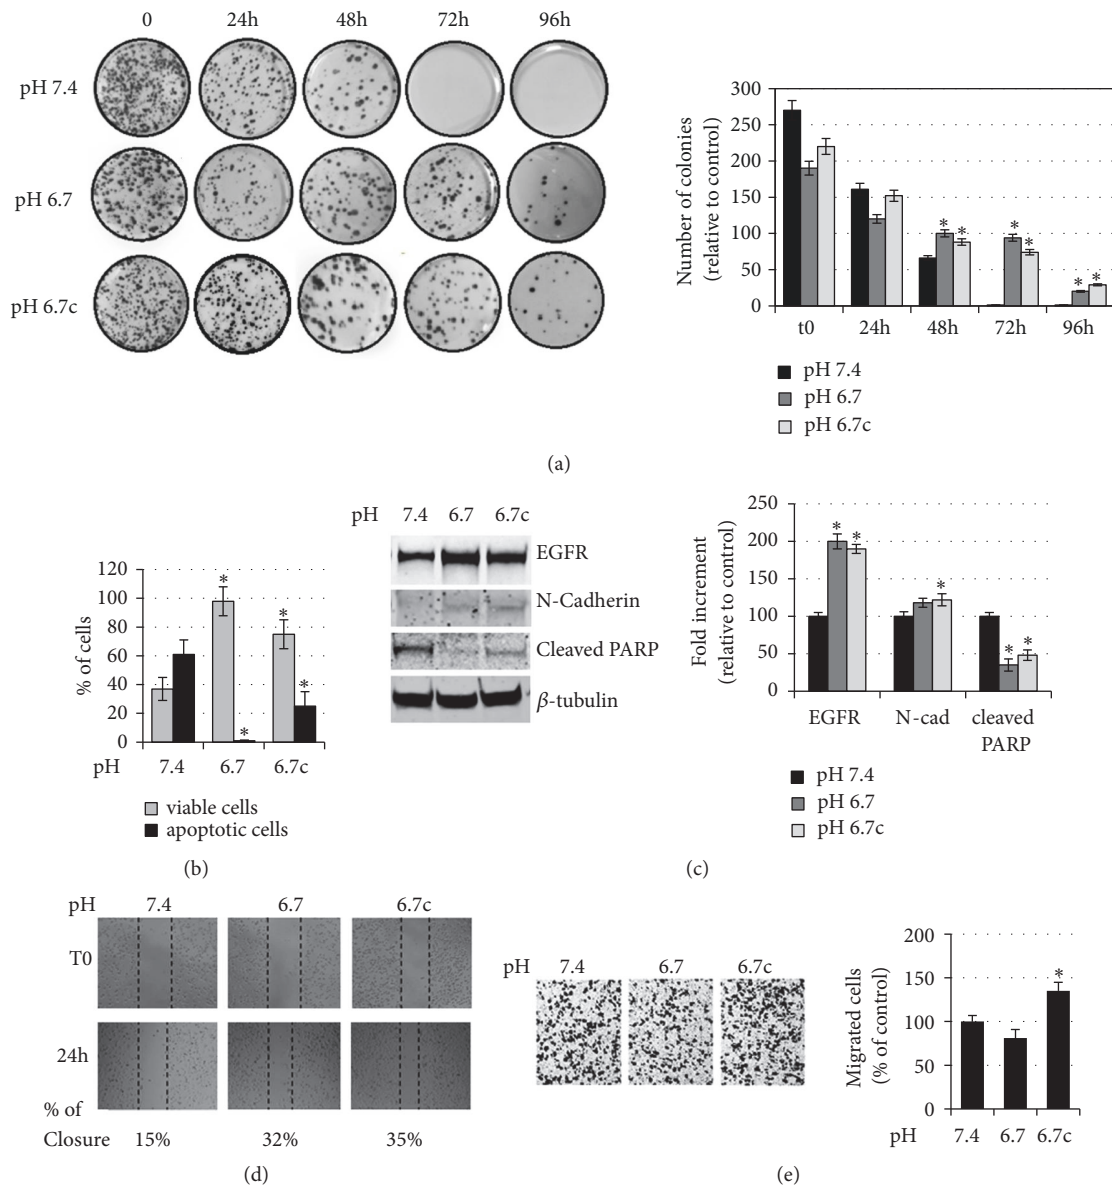 0 24h 48h 72h 96h
pH 7.4
pH 6.7
pH 6.7c
Number of colonies
(relative to control)
300
250
200
150
100
50
0
* * * * * *
t0 24h 48h 72h 96h
pH 7.4
pH 6.7
pH 6.7c
(a)
% of cells
120
100
80
60
40
20
0
* * * *
pH 7.4 6.7 6.7c
viable cells
apoptotic cells
(b)
pH 7.4 6.7 6.7c
EGFR
N-Cadherin
Cleaved PARP
β-tubulin
Fold increment
(relative to control)
250
200
150
100
50
0
* * * * *
EGFR N-cad cleaved
PARP
pH 7.4
pH 6.7
pH 6.7c
(c)
pH 7.4 6.7 6.7c
T0
24h
% of
Closure 15% 32% 35%
(d)
pH 7.4 6.7 6.7c
Migrated cells
(% of control)
200
150
100
50
0
*
pH 7.4 6.7 6.7c
(e)